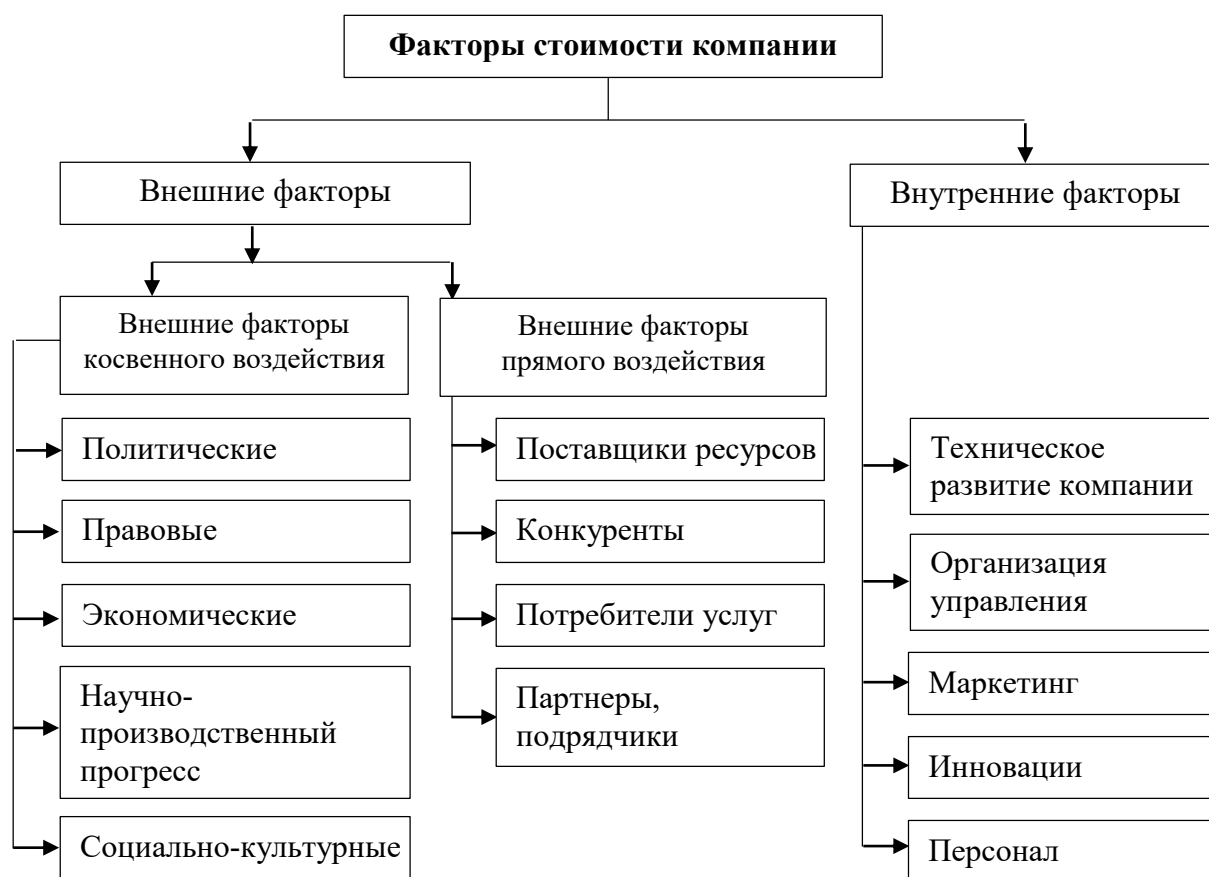 Факторы стоимости компании
Внешние факторы
Внутренние факторы
Внешние факторы
косвенного воздействия
Внешние факторы
прямого воздействия
Политические
Правовые
Экономические
Научно-
производственный
прогресс
Социально-культурные
Поставщики ресурсов
Конкуренты
Потребители услуг
Партнеры,
подрядчики
Техническое
развитие компании
Организация
управления
Маркетинг
Инновации
Персонал